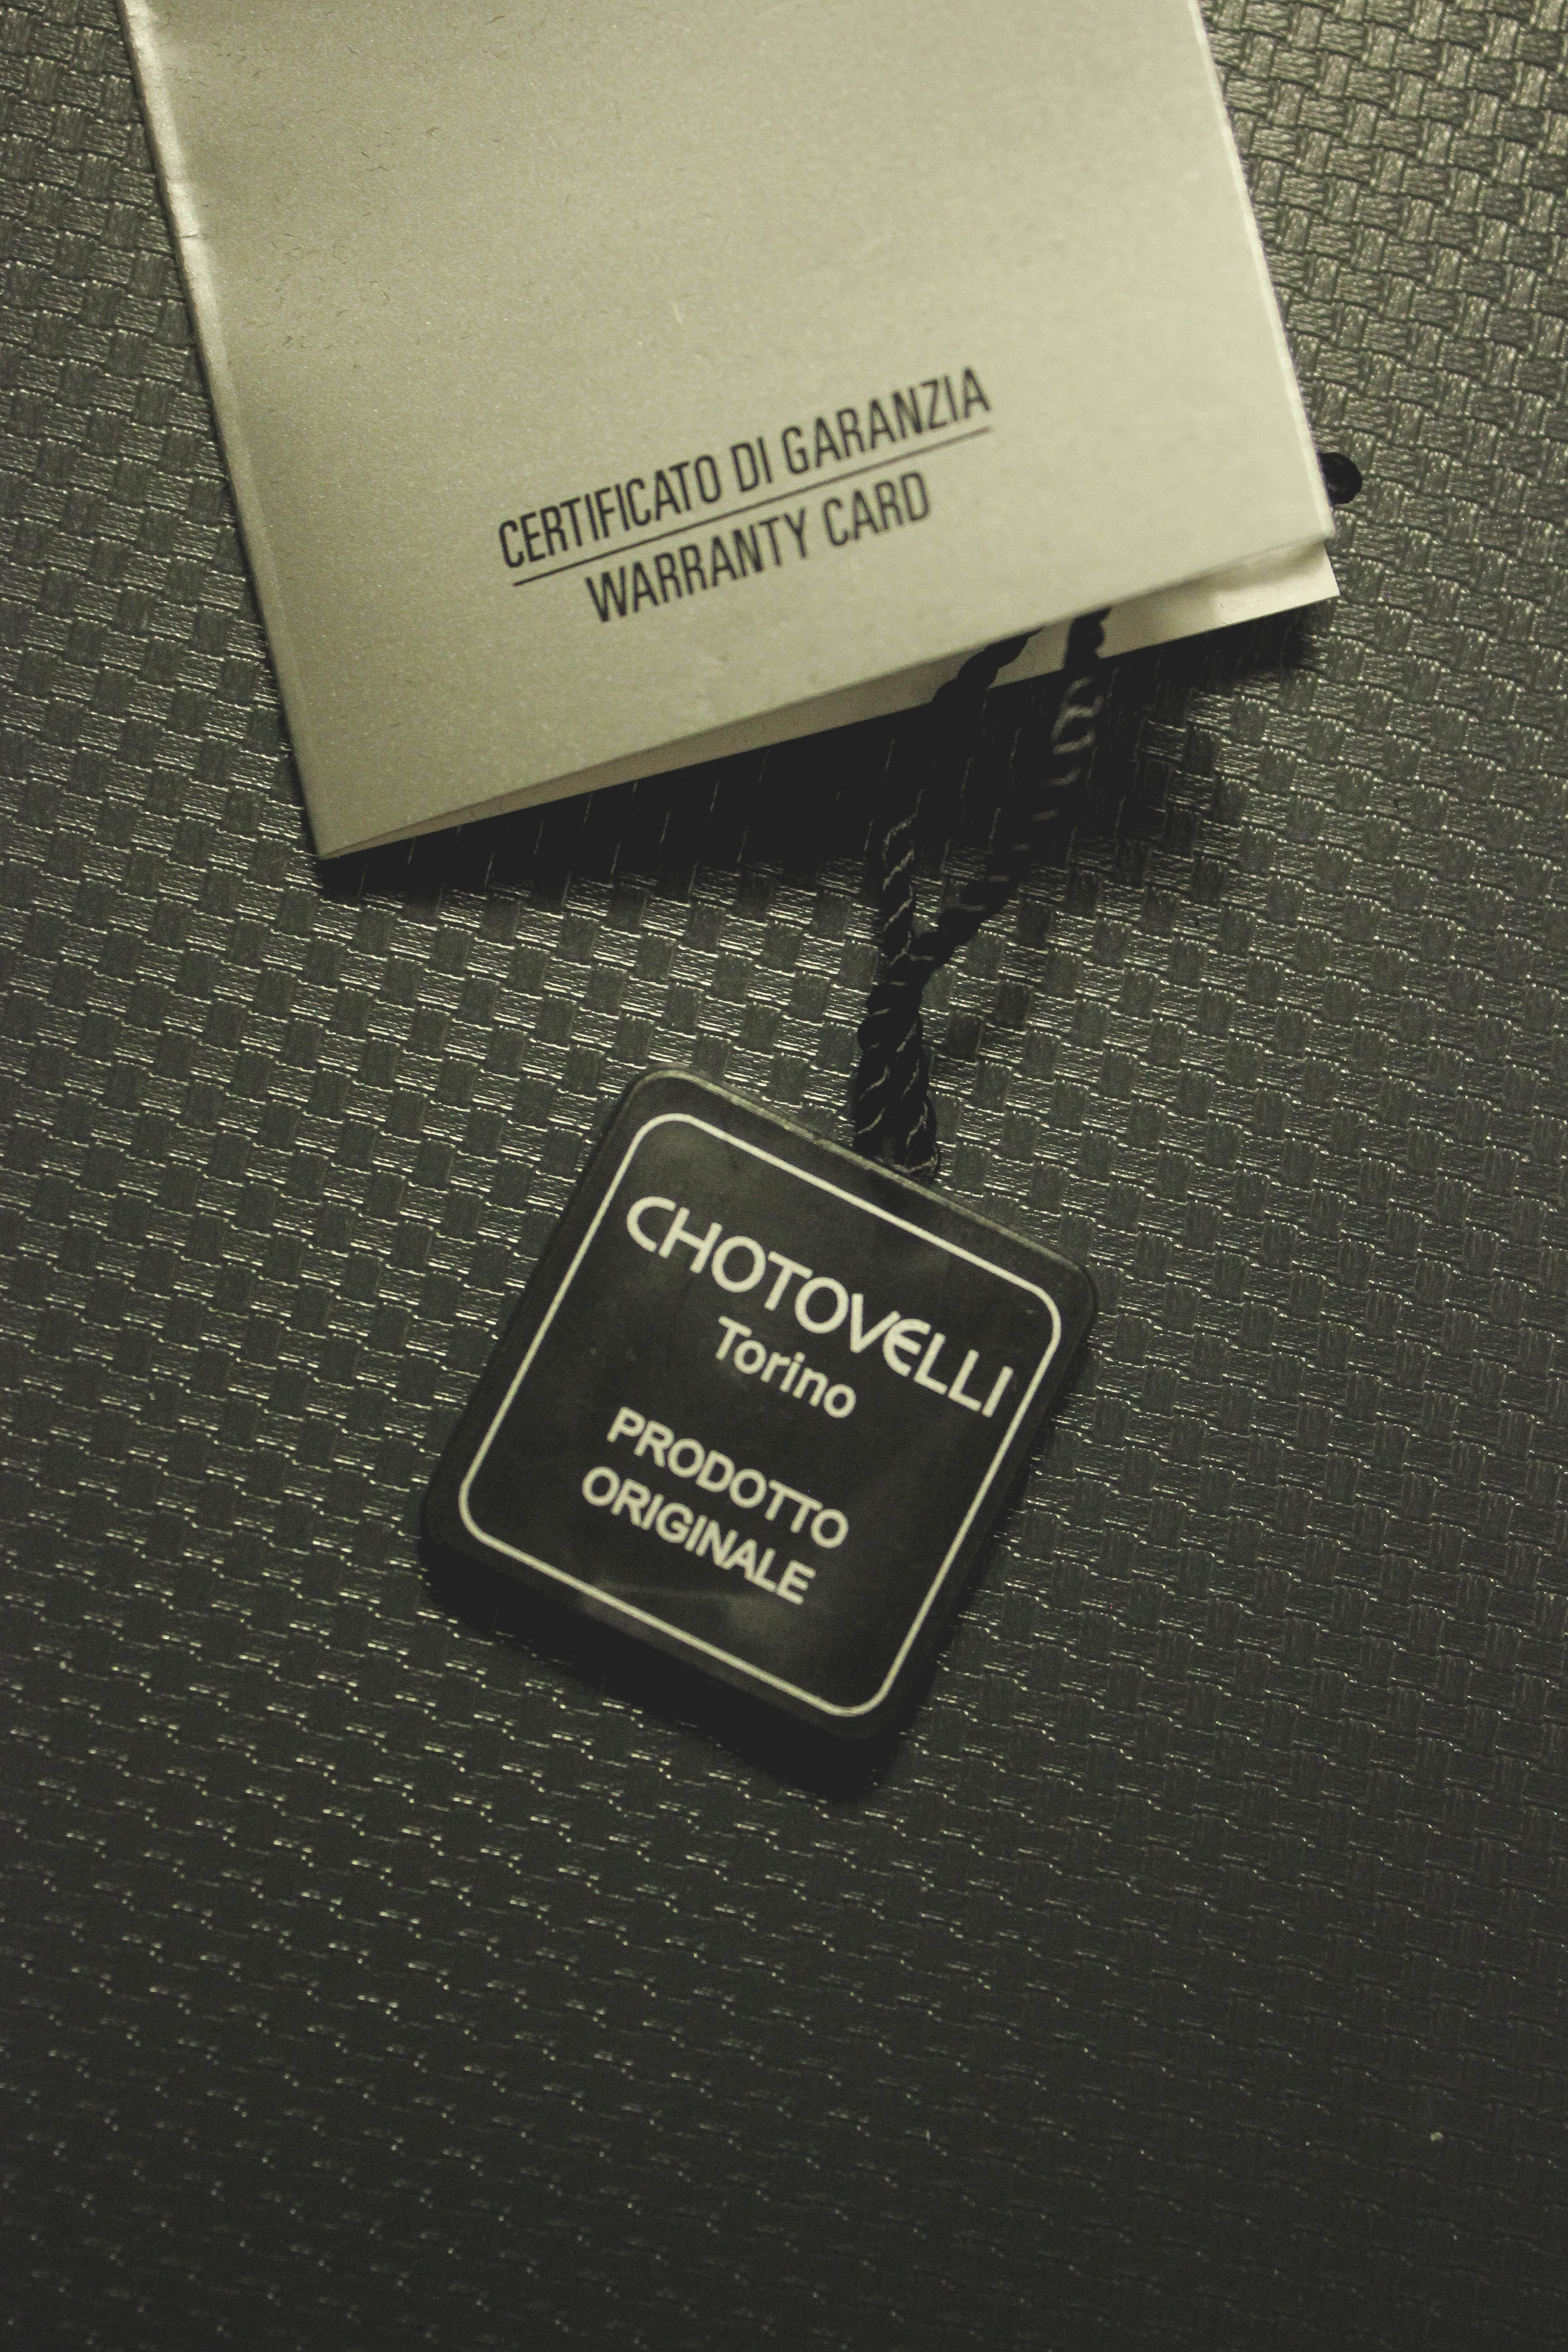 CERTIFICATO DI GARANZIA
WARRANTY CARD
CHOTOVELLI
Torino
PRODOTTO
ORIGINALE